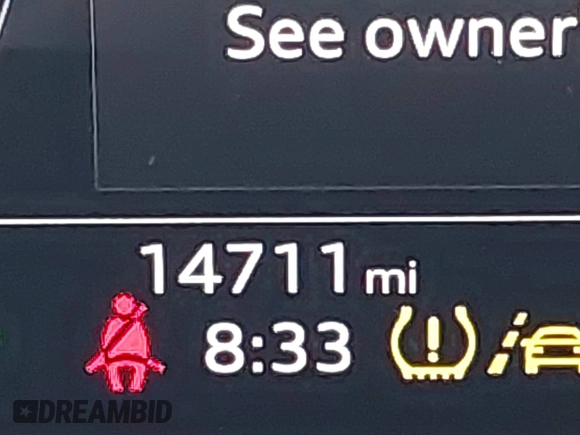 See owner
14711 mi
8:33
DREAMBID